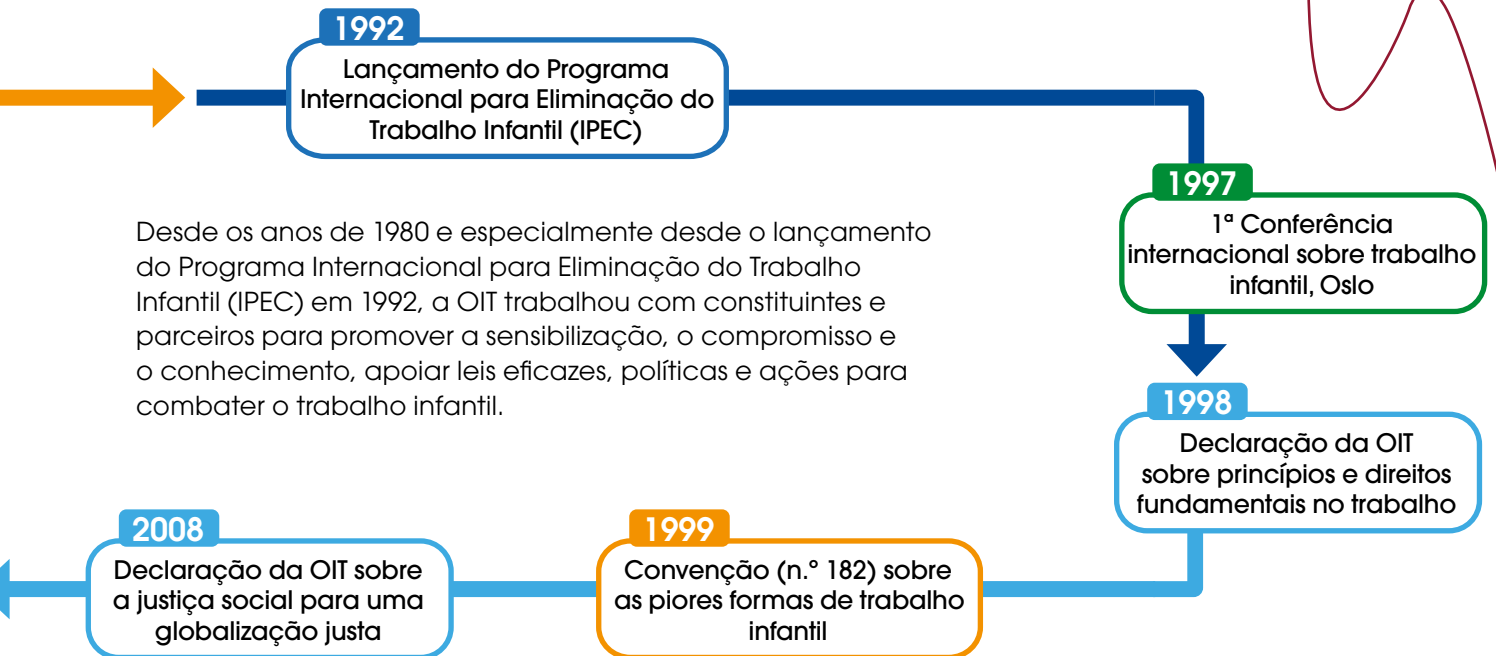 1992
Lançamento do Programa
Internacional para Eliminação do
Trabalho Infantil (IPEC)
1997
1ª Conferência
internacional sobre trabalho
infantil, Oslo
Desde os anos de 1980 e especialmente desde o lançamento
do Programa Internacional para Eliminação do Trabalho
Infantil (IPEC) em 1992, a OIT trabalhou com constituintes e
parceiros para promover a sensibilização, o compromisso e
o conhecimento, apoiar leis eficazes, políticas e ações para
combater o trabalho infantil.
1998
Declaração da OIT
sobre princípios e direitos
fundamentais no trabalho
1999
Convenção (n.º 182) sobre
as piores formas de trabalho
infantil
2008
Declaração da OIT sobre
a justiça social para uma
globalização justa